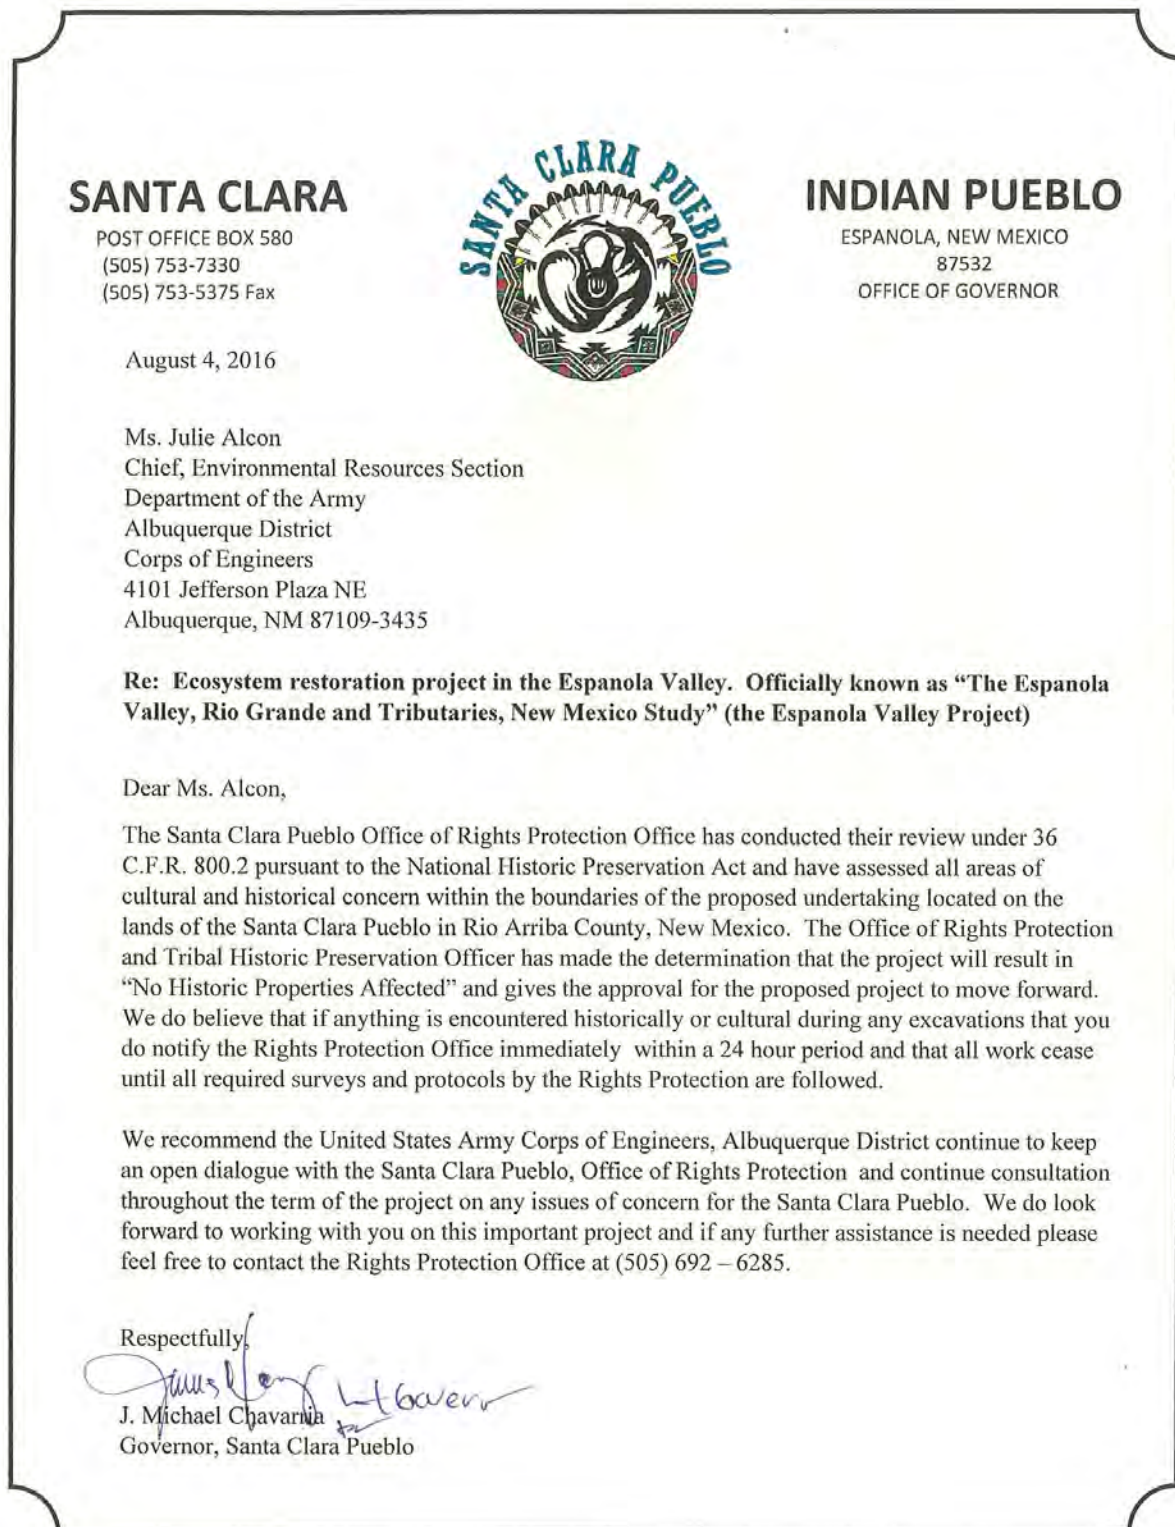 SANTA CLARA
POST OFFICE BOX 580
(505) 753-7330
(505) 753-5375 Fax
SANTA CLARA PUEBLO
INDIAN PUEBLO
ESPANOLA, NEW MEXICO
87532
OFFICE OF GOVERNOR
August 4, 2016
Ms. Julie Alcon
Chief, Environmental Resources Section
Department of the Army
Albuquerque District
Corps of Engineers
4101 Jefferson Plaza NE
Albuquerque, NM 87109-3435
Re:  Ecosystem restoration project in the Espanola Valley.  Officially known as “The Espanola
Valley, Rio Grande and Tributaries, New Mexico Study” (the Espanola Valley Project)
Dear Ms. Alcon,
The Santa Clara Pueblo Office of Rights Protection Office has conducted their review under 36
C.F.R. 800.2 pursuant to the National Historic Preservation Act and have assessed all areas of
cultural and historical concern within the boundaries of the proposed undertaking located on the
lands of the Santa Clara Pueblo in Rio Arriba County, New Mexico.  The Office of Rights Protection
and Tribal Historic Preservation Officer has made the determination that the project will result in
“No Historic Properties Affected” and gives the approval for the proposed project to move forward.
We do believe that if anything is encountered historically or cultural during any excavations that you
do notify the Rights Protection Office immediately  within a 24 hour period and that all work cease
until all required surveys and protocols by the Rights Protection are followed.
We recommend the United States Army Corps of Engineers, Albuquerque District continue to keep
an open dialogue with the Santa Clara Pueblo, Office of Rights Protection  and continue consultation
throughout the term of the project on any issues of concern for the Santa Clara Pueblo.  We do look
forward to working with you on this important project and if any further assistance is needed please
feel free to contact the Rights Protection Office at (505) 692 – 6285.
Respectfully,
J. Michael Chavarria
Governor, Santa Clara Pueblo